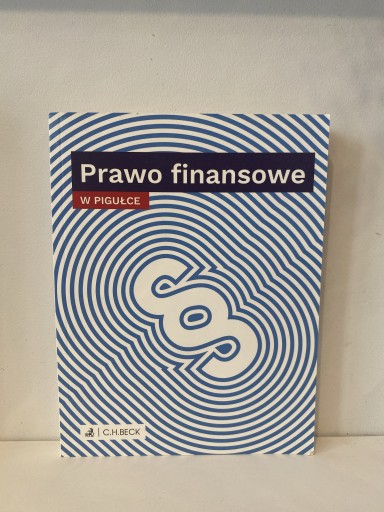 Prawo finansowe
W PIGUŁCE
§
C.H.BECK